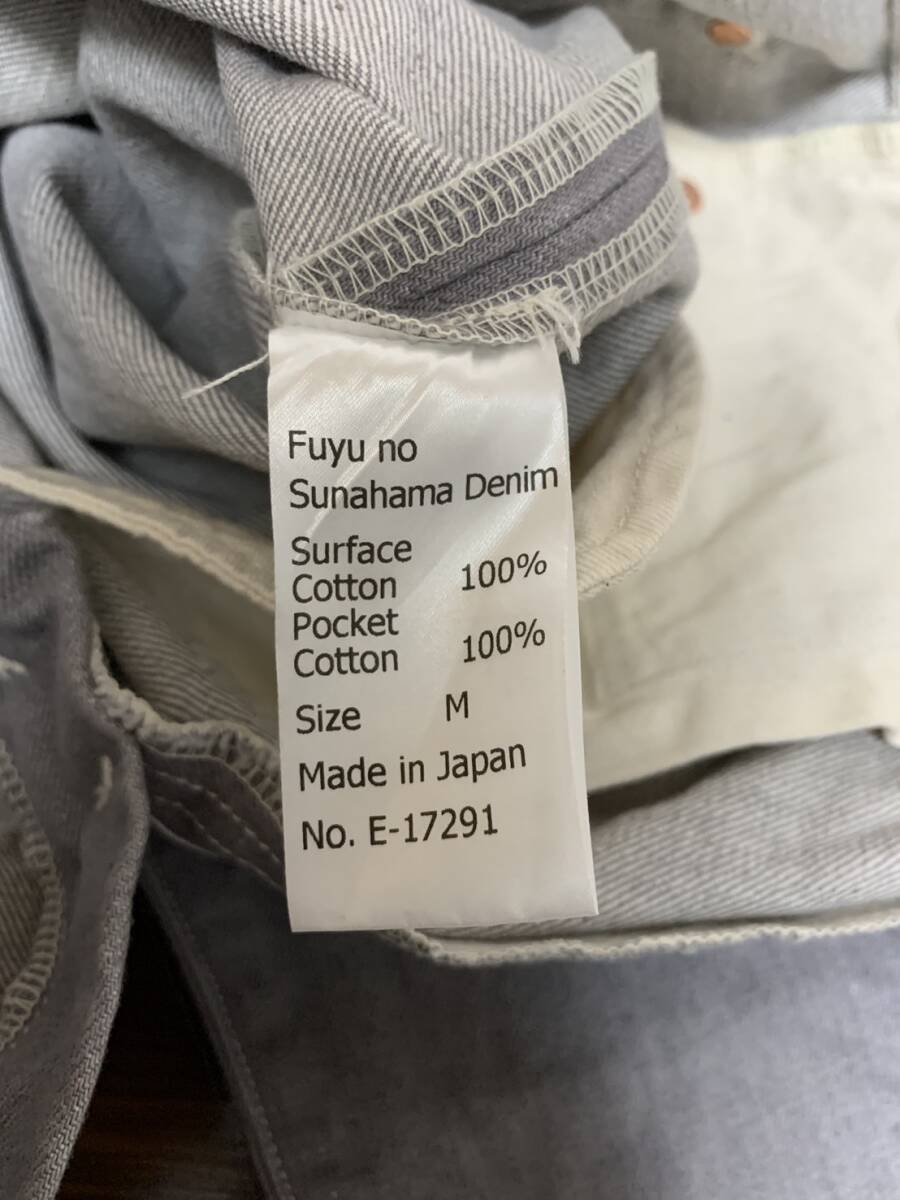 Fuyu no
Sunahama Denim
Surface
Cotton 100%
Pocket
Cotton 100%
Size M
Made in Japan
No. E-17291